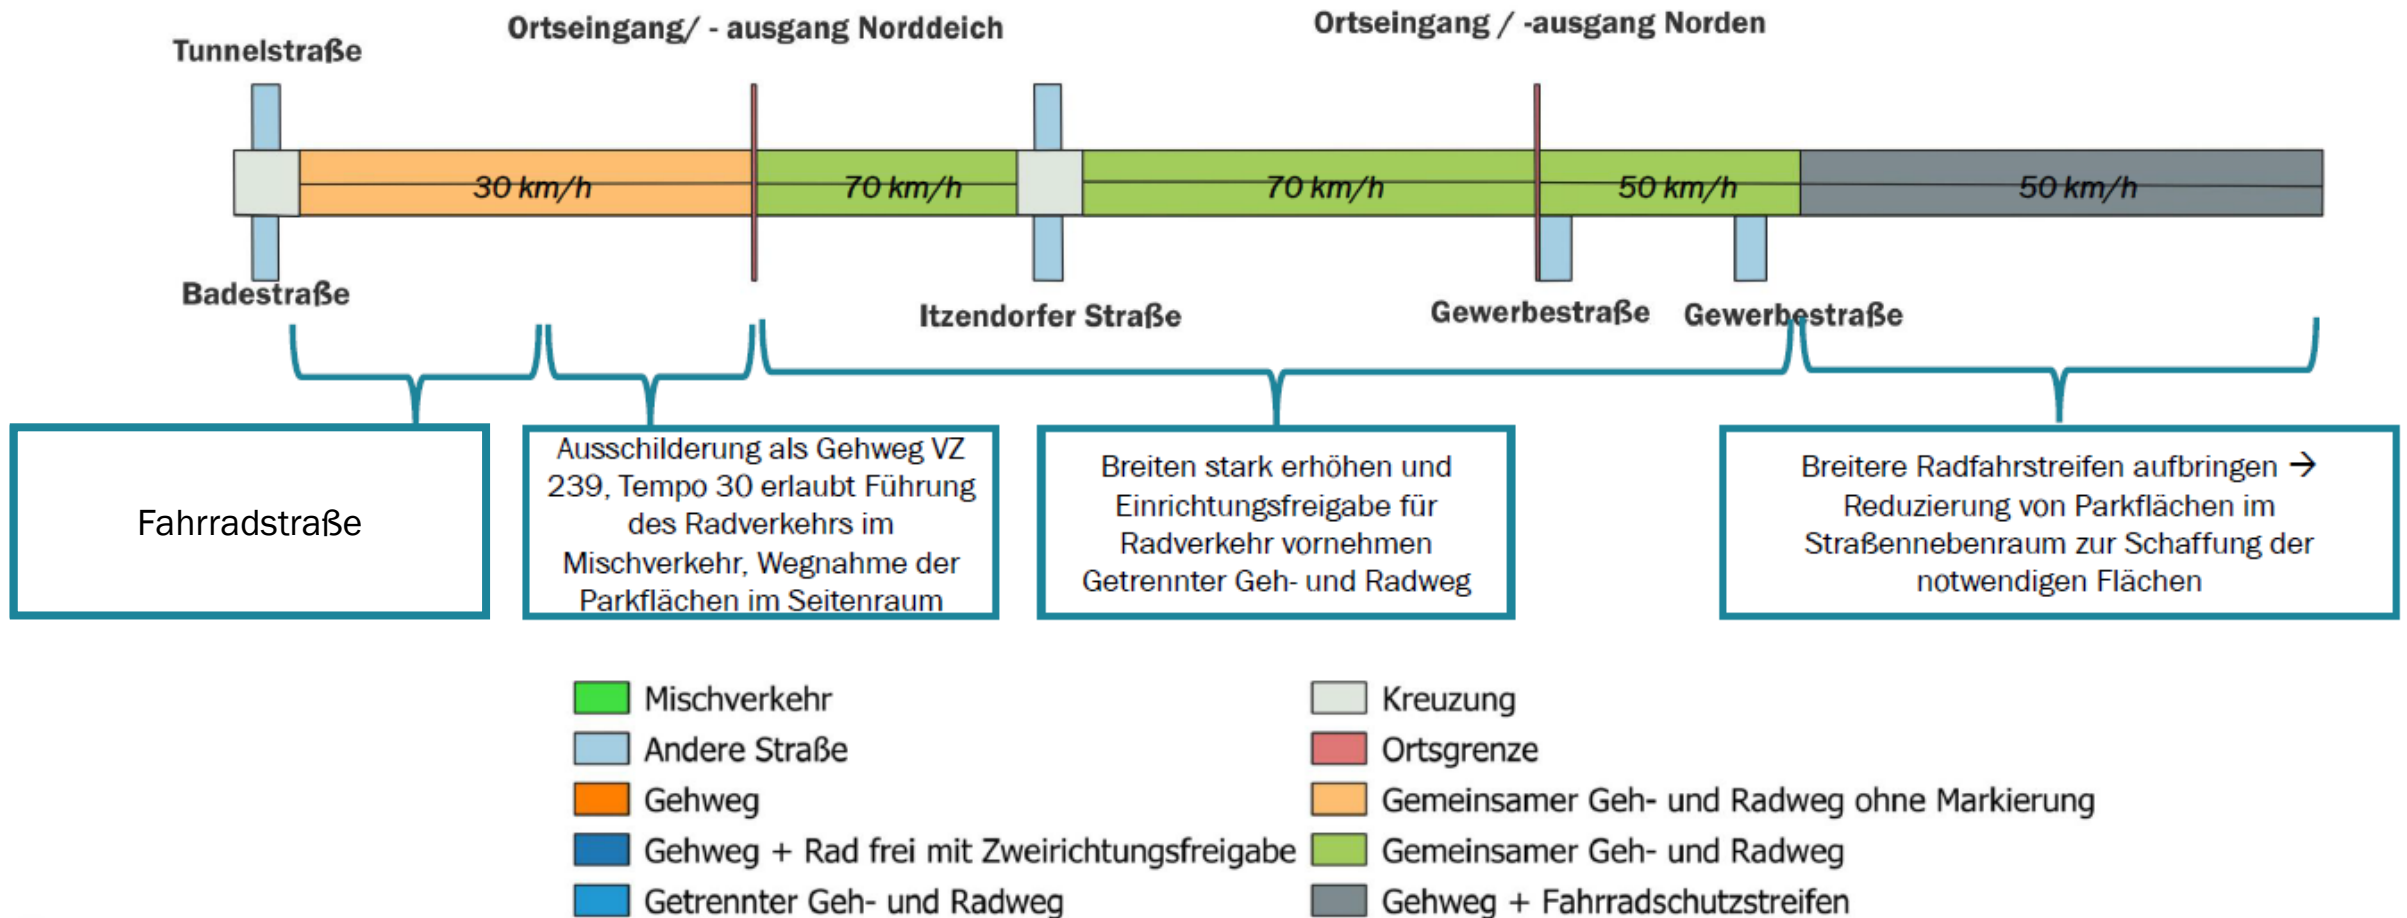 Tunnelstraße
Ortseingang/ - ausgang Norddeich
Ortseingang / -ausgang Norden
30 km/h
70 km/h
70 km/h
50 km/h
50 km/h
Badestraße
Itzendorfer Straße
Gewerbestraße
Gewerbestraße
Fahrradstraße
Ausschilderung als Gehweg VZ
239, Tempo 30 erlaubt Führung
des Radverkehrs im
Mischverkehr, Wegnahme der
Parkflächen im Seitenraum
Breiten stark erhöhen und
Einrichtungsfreigabe für
Radverkehr vornehmen
Getrennter Geh- und Radweg
Breitere Radfahrstreifen aufbringen →
Reduzierung von Parkflächen im
Straßennebenraum zur Schaffung der
notwendigen Flächen
Mischverkehr
Andere Straße
Gehweg
Gehweg + Rad frei mit Zweirichtungsfreigabe
Getrennter Geh- und Radweg
Kreuzung
Ortsgrenze
Gemeinsamer Geh- und Radweg ohne Markierung
Gemeinsamer Geh- und Radweg
Gehweg + Fahrradschutzstreifen